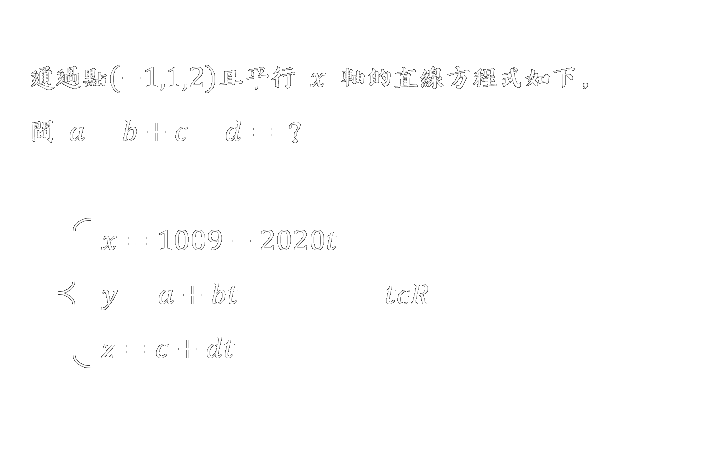 通過點(−1,1,2)且平行 x 軸的直線方程式如下，
問 a − b + c − d = ?
x = 1009 − 2020t
y = a + bt    t∈R
z = c + dt